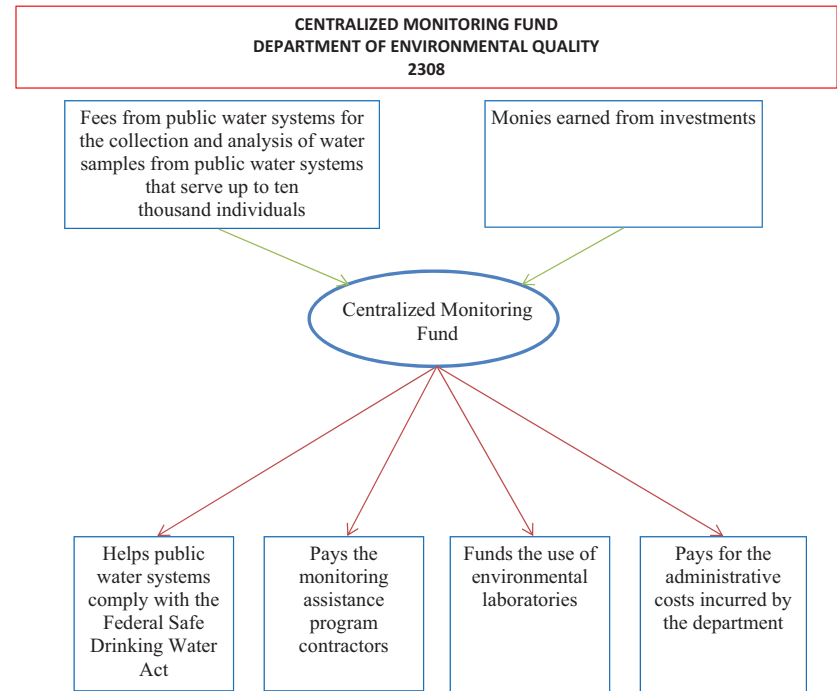 CENTRALIZED MONITORING FUND
DEPARTMENT OF ENVIRONMENTAL QUALITY
2308
Fees from public water systems for
the collection and analysis of water
samples from public water systems
that serve up to ten
thousand individuals
Monies earned from investments
Centralized Monitoring
Fund
Helps public
water systems
comply with the
Federal Safe
Drinking Water
Act
Pays the
monitoring
assistance
program
contractors
Funds the use of
environmental
laboratories
Pays for the
administrative
costs incurred by
the department